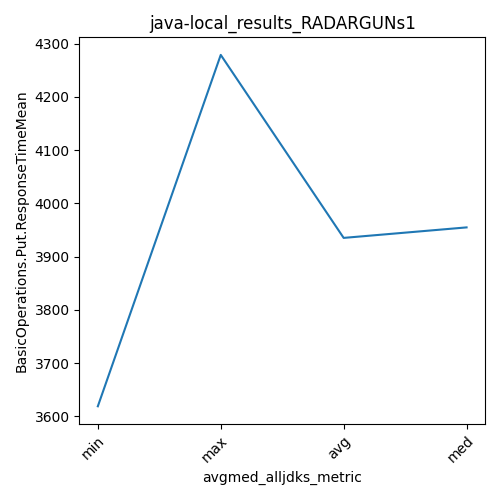 java-local_results_RADARGUNs1
BasicOperations.Put.ResponseTimeMean
4300
4200
4100
4000
3900
3800
3700
3600
min
max
avg
med
avgmed_alljdks_metric